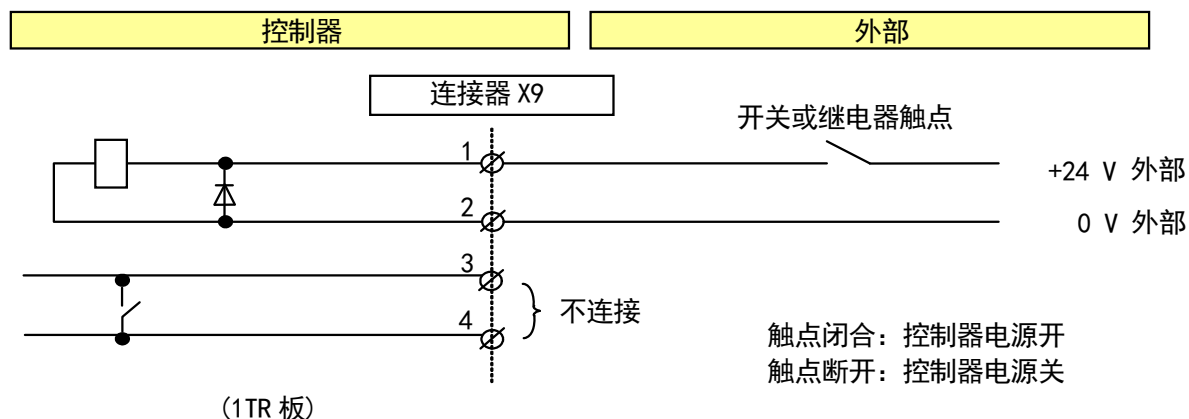 控制器
外部
连接器 X9
开关或继电器触点
1
+24 V 外部
2
0 V 外部
3
不连接
4
触点闭合：控制器电源开
触点断开：控制器电源关
(1TR 板)